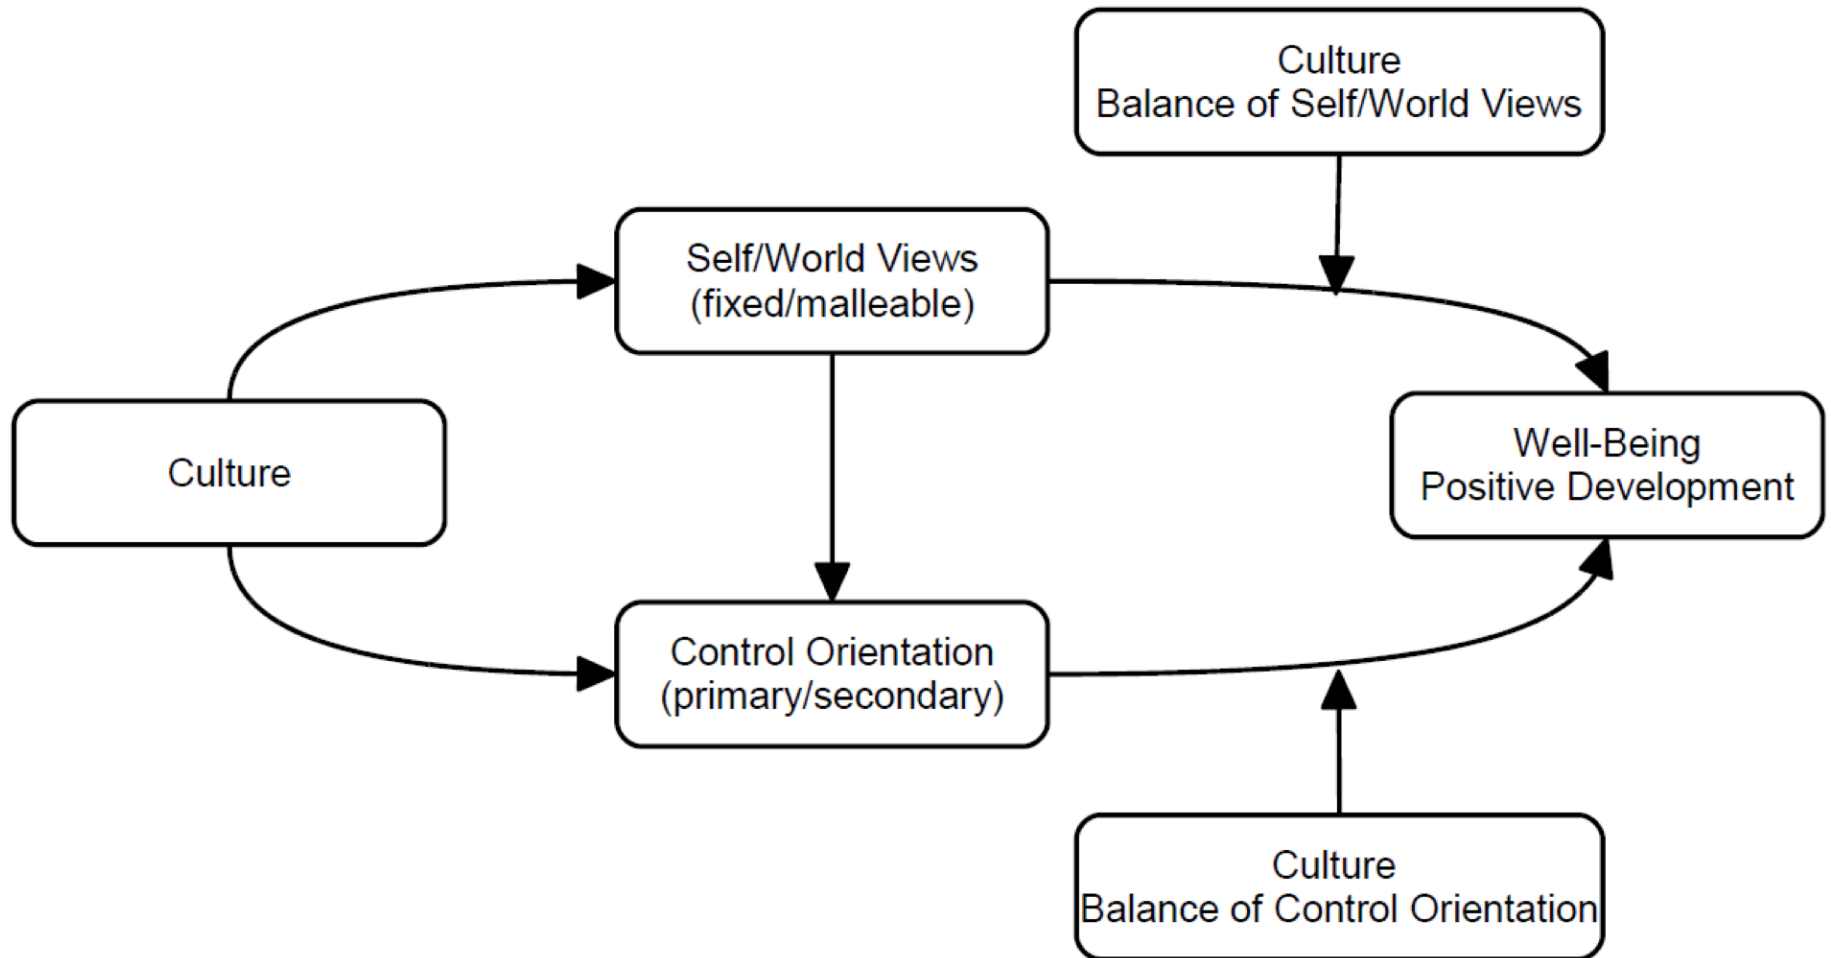 Culture
Balance of Self/World Views
Self/World Views
(fixed/malleable)
Culture
Well-Being
Positive Development
Control Orientation
(primary/secondary)
Culture
Balance of Control Orientation